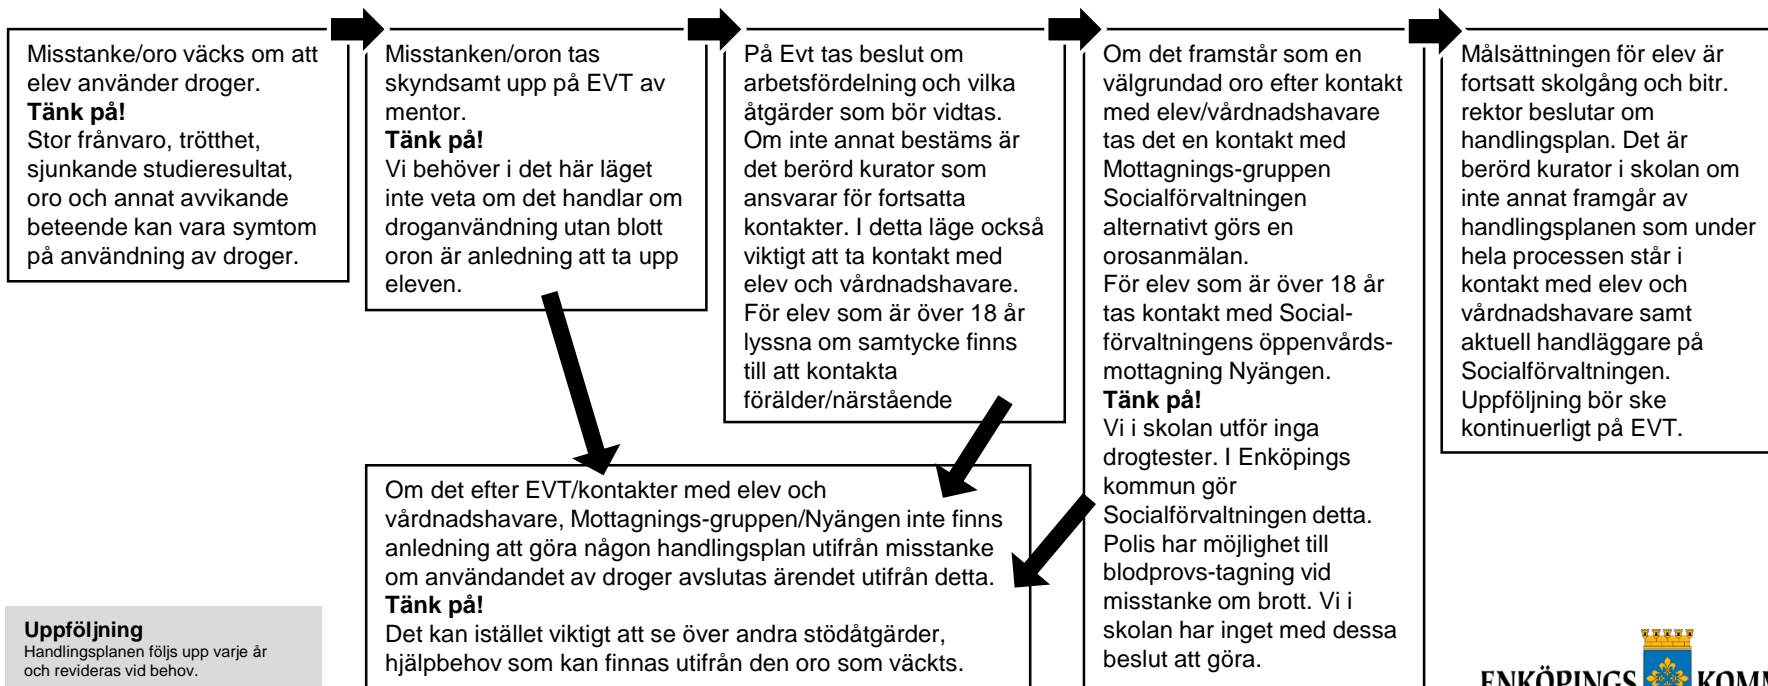 Misstanke/oro väcks om att
elev använder droger.
Tänk på!
Stor frånvaro, trötthet,
sjunkande studieresultat,
oro och annat avvikande
beteende kan vara symtom
på användning av droger.
Misstanken/oron tas
skyndsamt upp på EVT av
mentor.
Tänk på!
Vi behöver i det här läget
inte veta om det handlar om
droganvändning utan blott
oron är anledning att ta upp
eleven.
På Evt tas beslut om
arbetsfördelning och vilka
åtgärder som bör vidtas.
Om inte annat bestäms är
det berörd kurator som
ansvarar för fortsatta
kontakter. I detta läge också
viktigt att ta kontakt med
elev och vårdnadshavare.
För elev som är över 18 år
lyssna om samtycke finns
till att kontakta
förälder/närstående
Om det framstår som en
välgrundad oro efter kontakt
med elev/vårdnadshavare
tas det en kontakt med
Mottagnings-gruppen
Socialförvaltningen
alternativt görs en
orosanmälan.
För elev som är över 18 år
tas kontakt med Social-
förvaltningens öppenvårds-
mottagning Nyängen.
Tänk på!
Vi i skolan utför inga
drogtester. I Enköpings
kommun gör
Socialförvaltningen detta.
Polis har möjlighet till
blodprovs-tagning vid
misstanke om brott. Vi i
skolan har inget med dessa
beslut att göra.
Målsättningen för elev är
fortsatt skolgång och bitr.
rektor beslutar om
handlingsplan. Det är
berörd kurator i skolan om
inte annat framgår av
handlingsplanen som under
hela processen står i
kontakt med elev och
vårdnadshavare samt
aktuell handläggare på
Socialförvaltningen.
Uppföljning bör ske
kontinuerligt på EVT.
Om det efter EVT/kontakter med elev och
vårdnadshavare, Mottagnings-gruppen/Nyängen inte finns
anledning att göra någon handlingsplan utifrån misstanke
om användandet av droger avslutas ärendet utifrån detta.
Tänk på!
Det kan istället viktigt att se över andra stödåtgärder,
hjälpbehov som kan finnas utifrån den oro som väckts.
Uppföljning
Handlingsplanen följs upp varje år
och revideras vid behov.
ENKÖPINGS KOMM